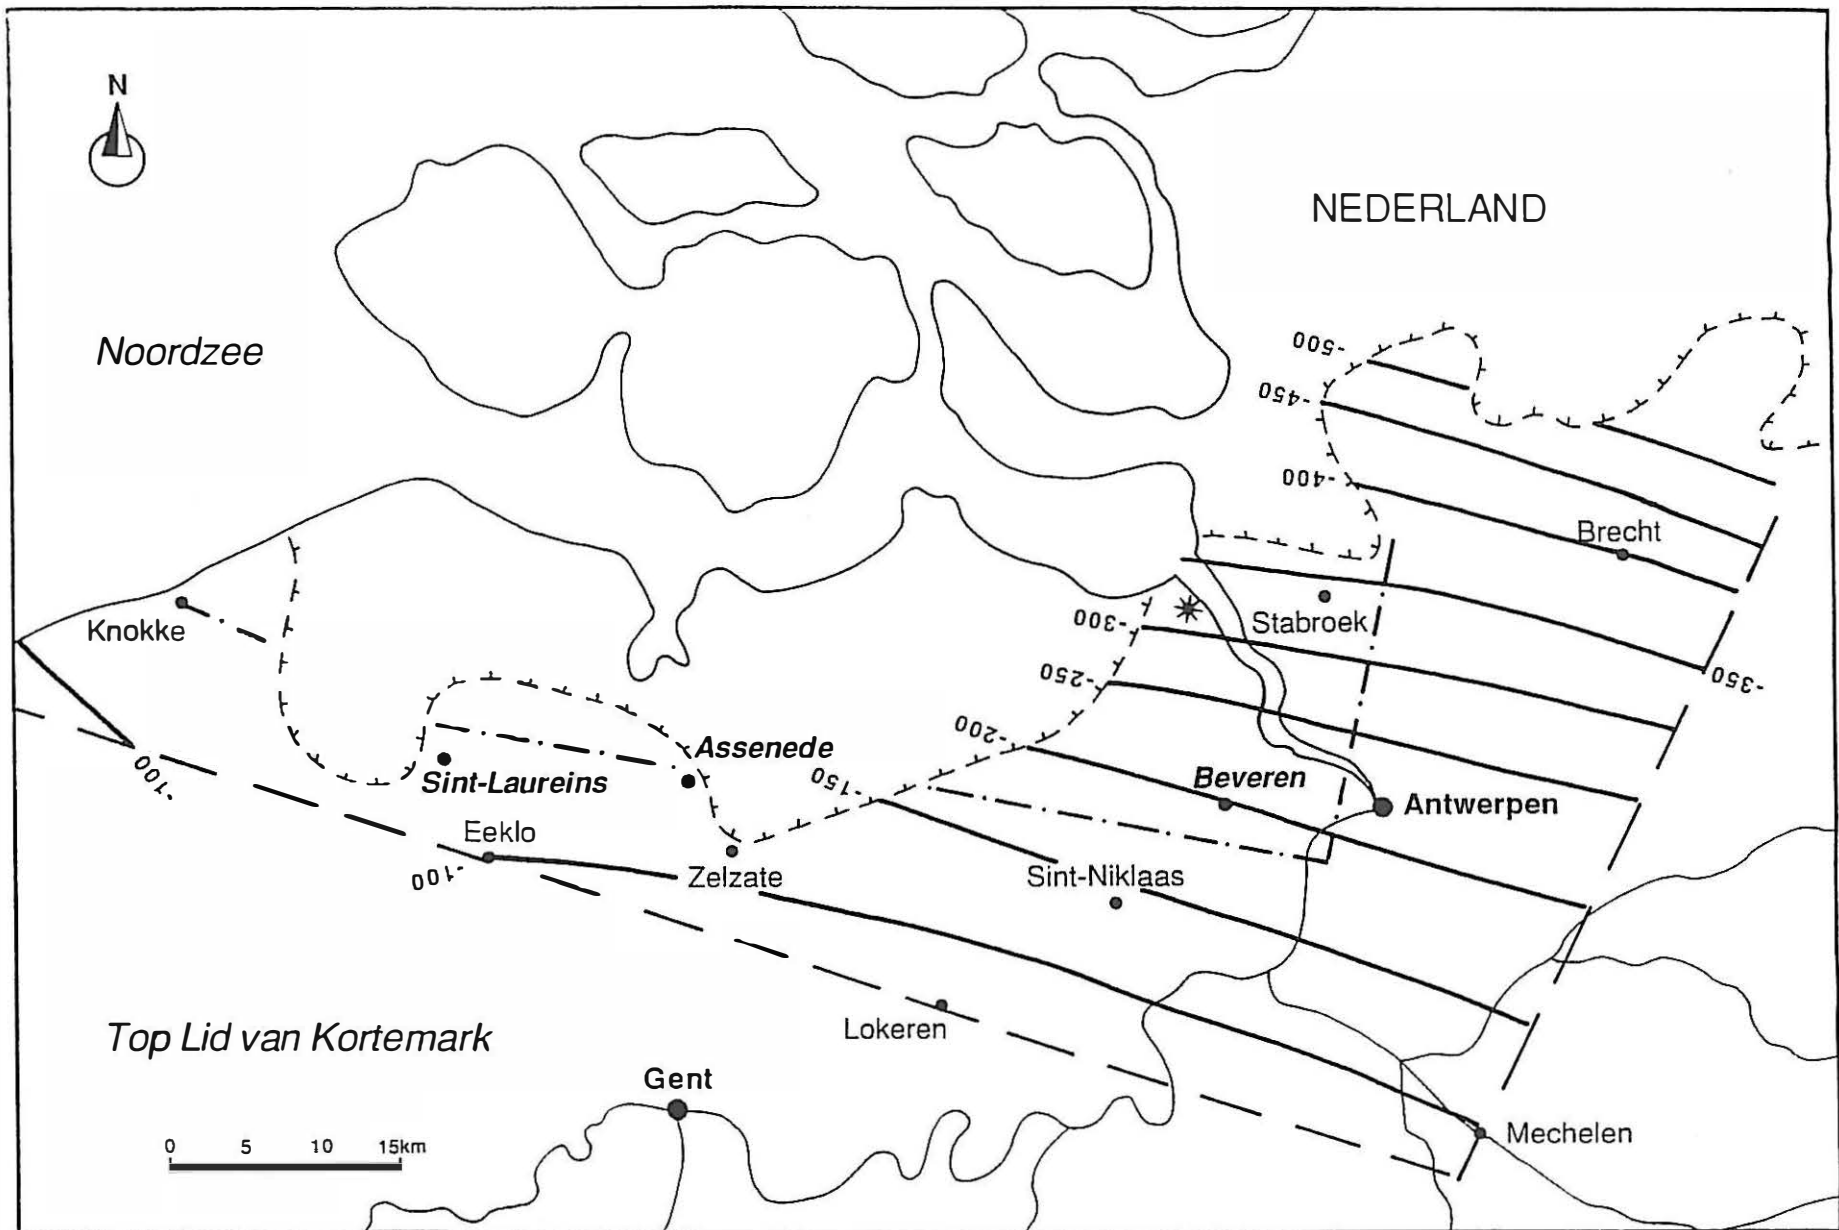 N
NEDERLAND
Noordzee
-500
-450
-400
Brecht
Knokke
Stabroek
-300
-350
-250
-200
Assenede
-150
Sint-Laureins
Beveren
Antwerpen
-100
Eeklo
-100
Zelzate
Sint-Niklaas
Lokeren
Top Lid van Kortemark
Gent
0 5 10 15km
Mechelen